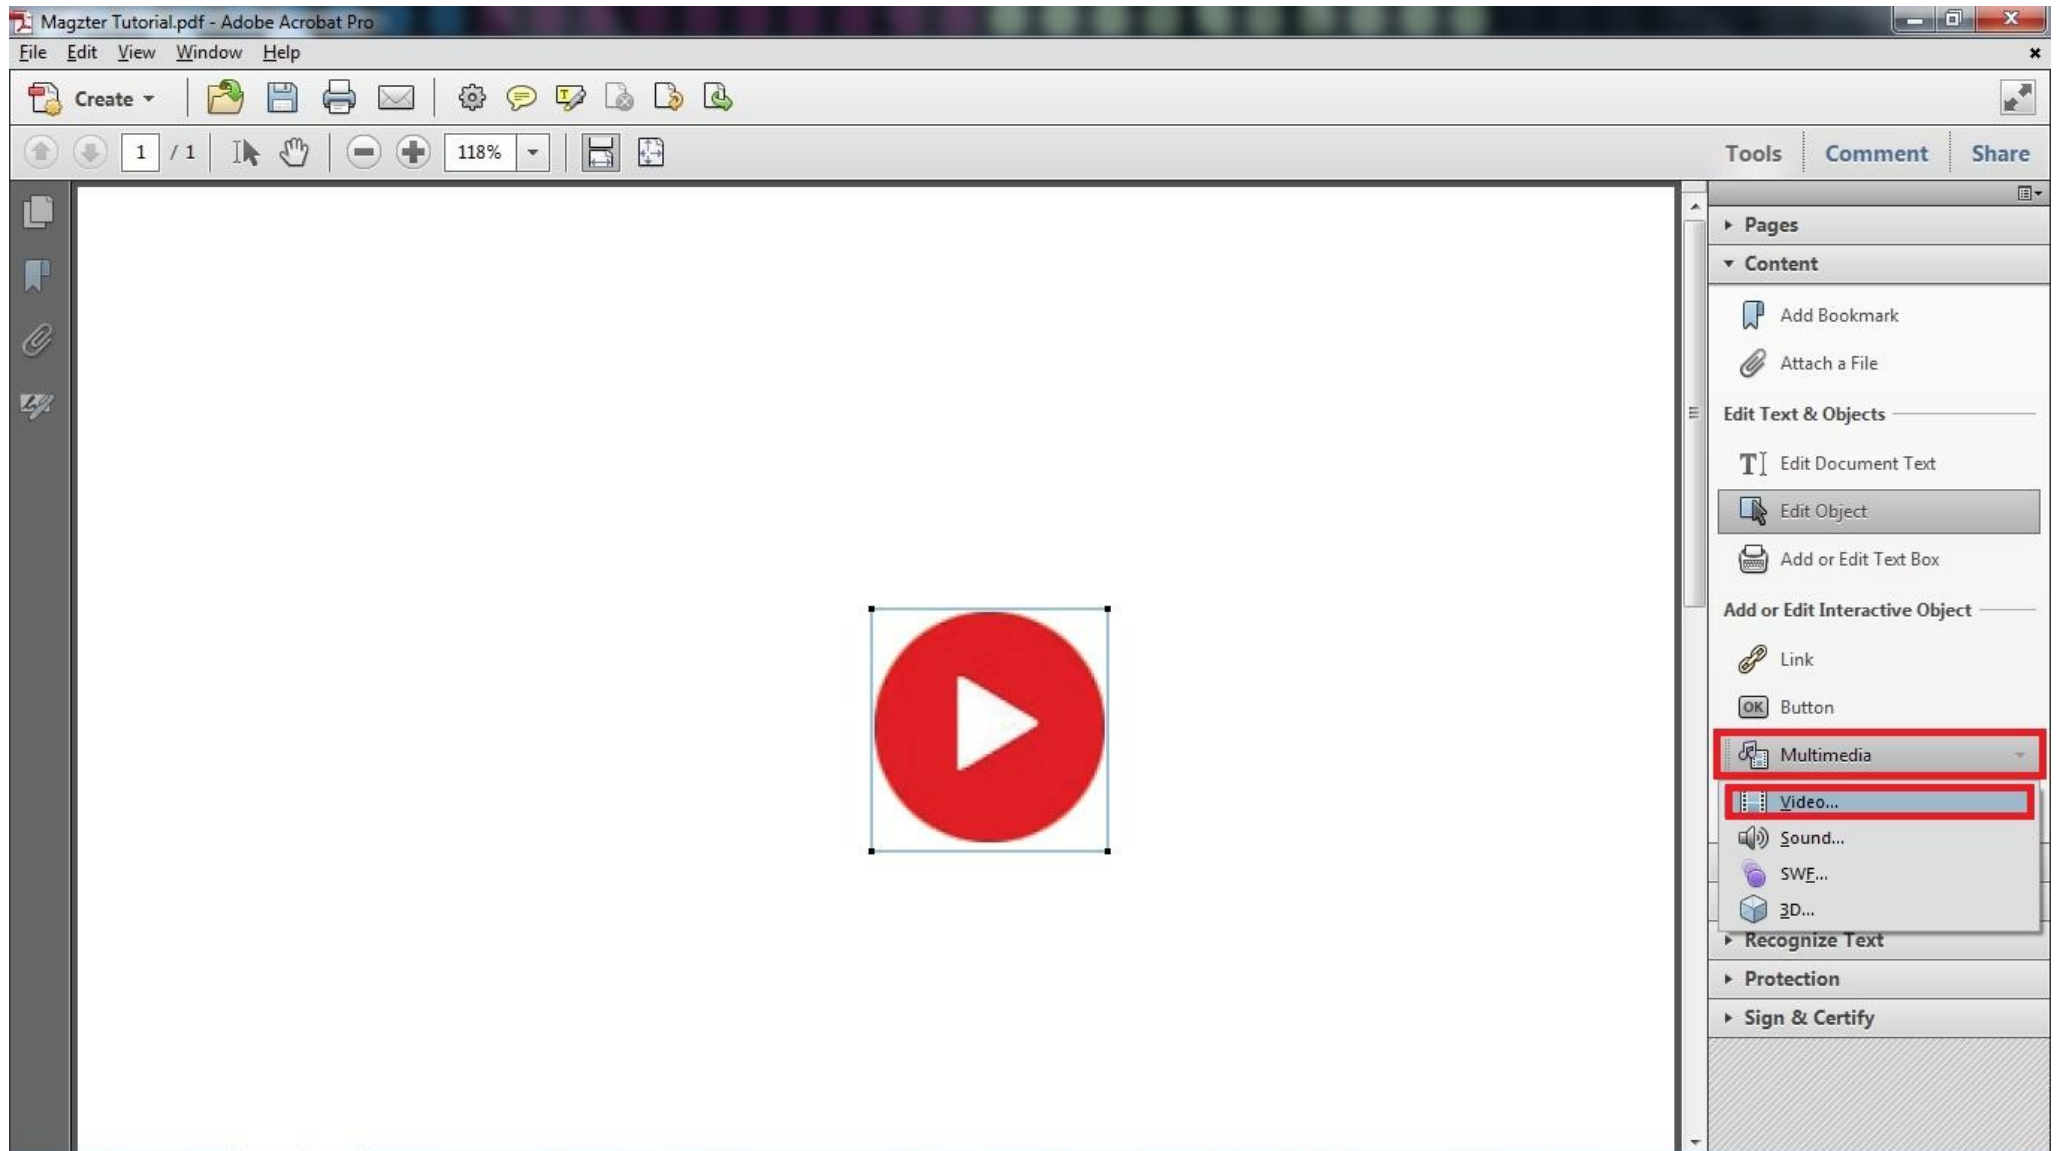 Magzter Tutorial.pdf - Adobe Acrobat Pro
File Edit View Window Help
Create
1 / 1 118%
Tools Comment Share
Pages
Content
Add Bookmark
Attach a File
Edit Text & Objects
Edit Document Text
Edit Object
Add or Edit Text Box
Add or Edit Interactive Object
Link
OK Button
Multimedia
Video...
Sound...
SWF...
3D...
Recognize Text
Protection
Sign & Certify